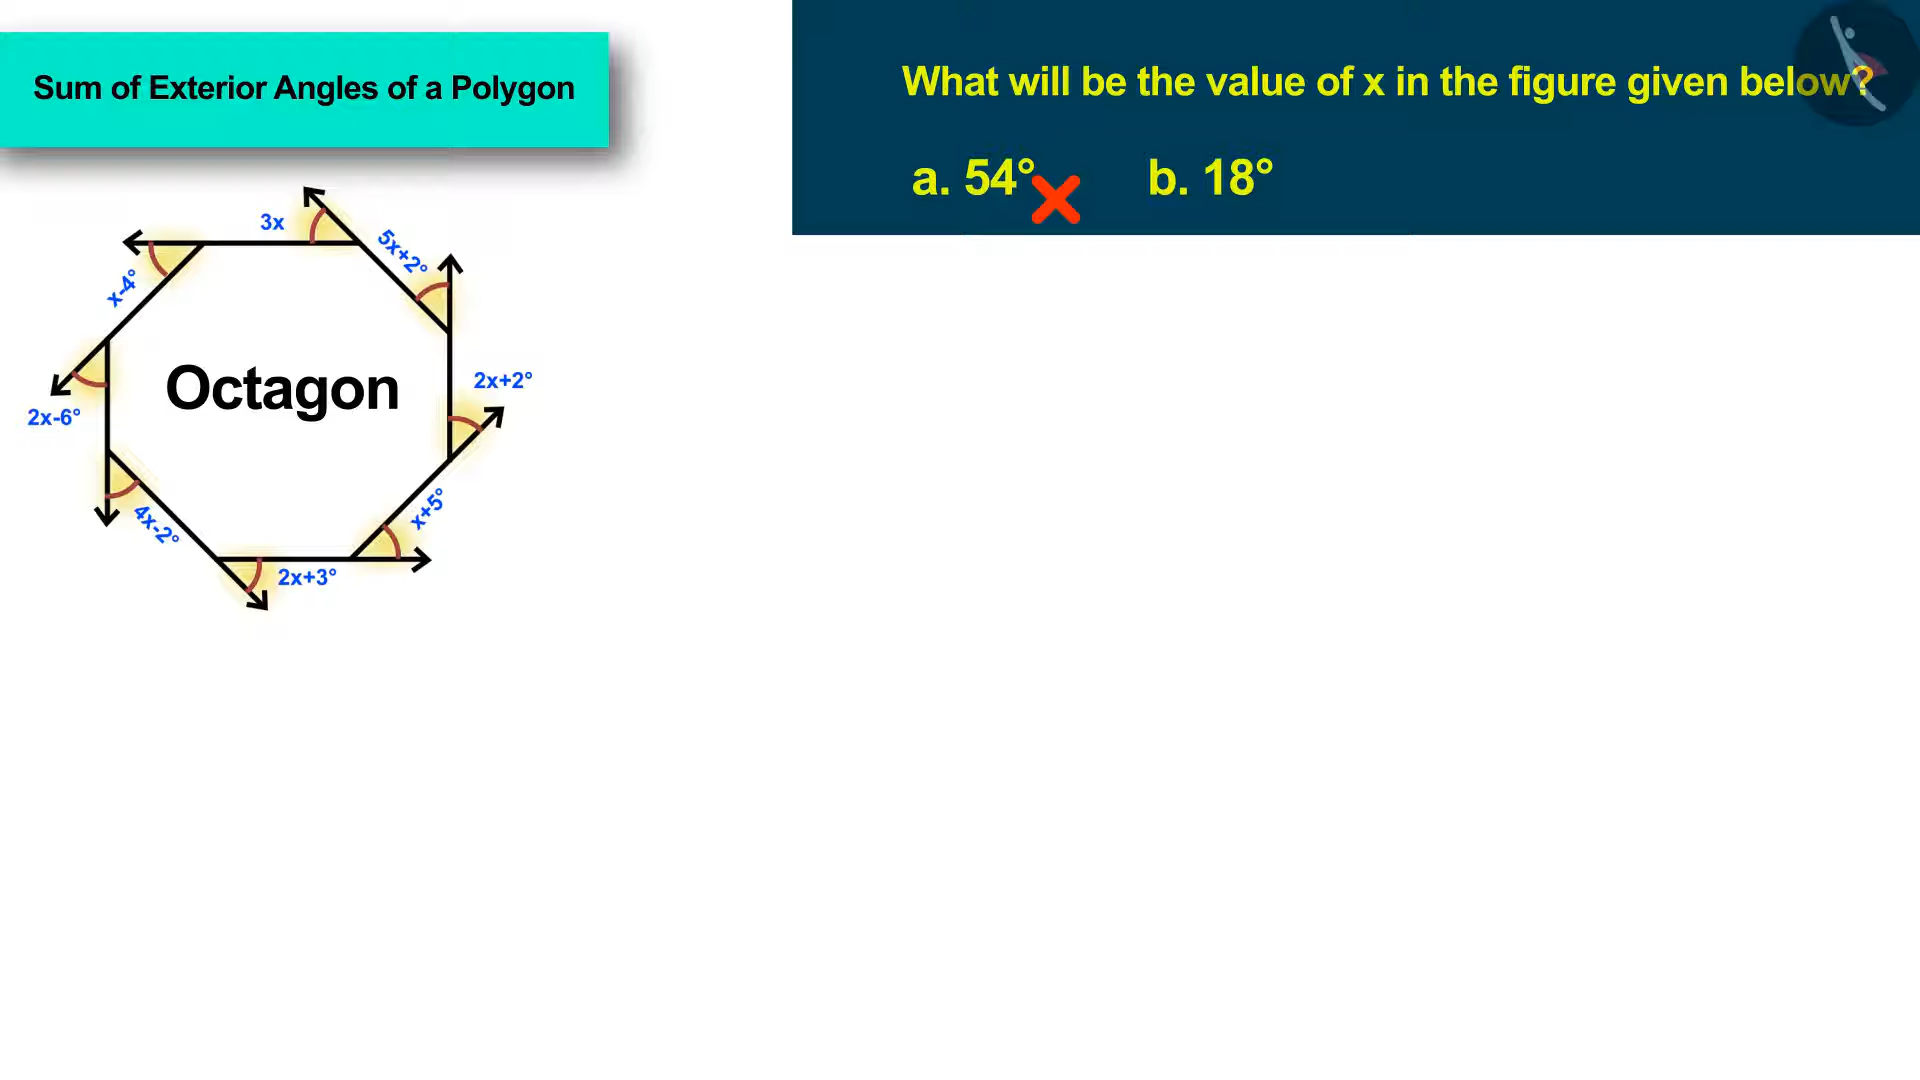 Sum of Exterior Angles of a Polygon
What will be the value of x in the figure given below?
a. 54° b. 18°
3x
5x+2°
x-4°
Octagon
2x+2°
2x-6°
x+5°
4x-2°
2x+3°